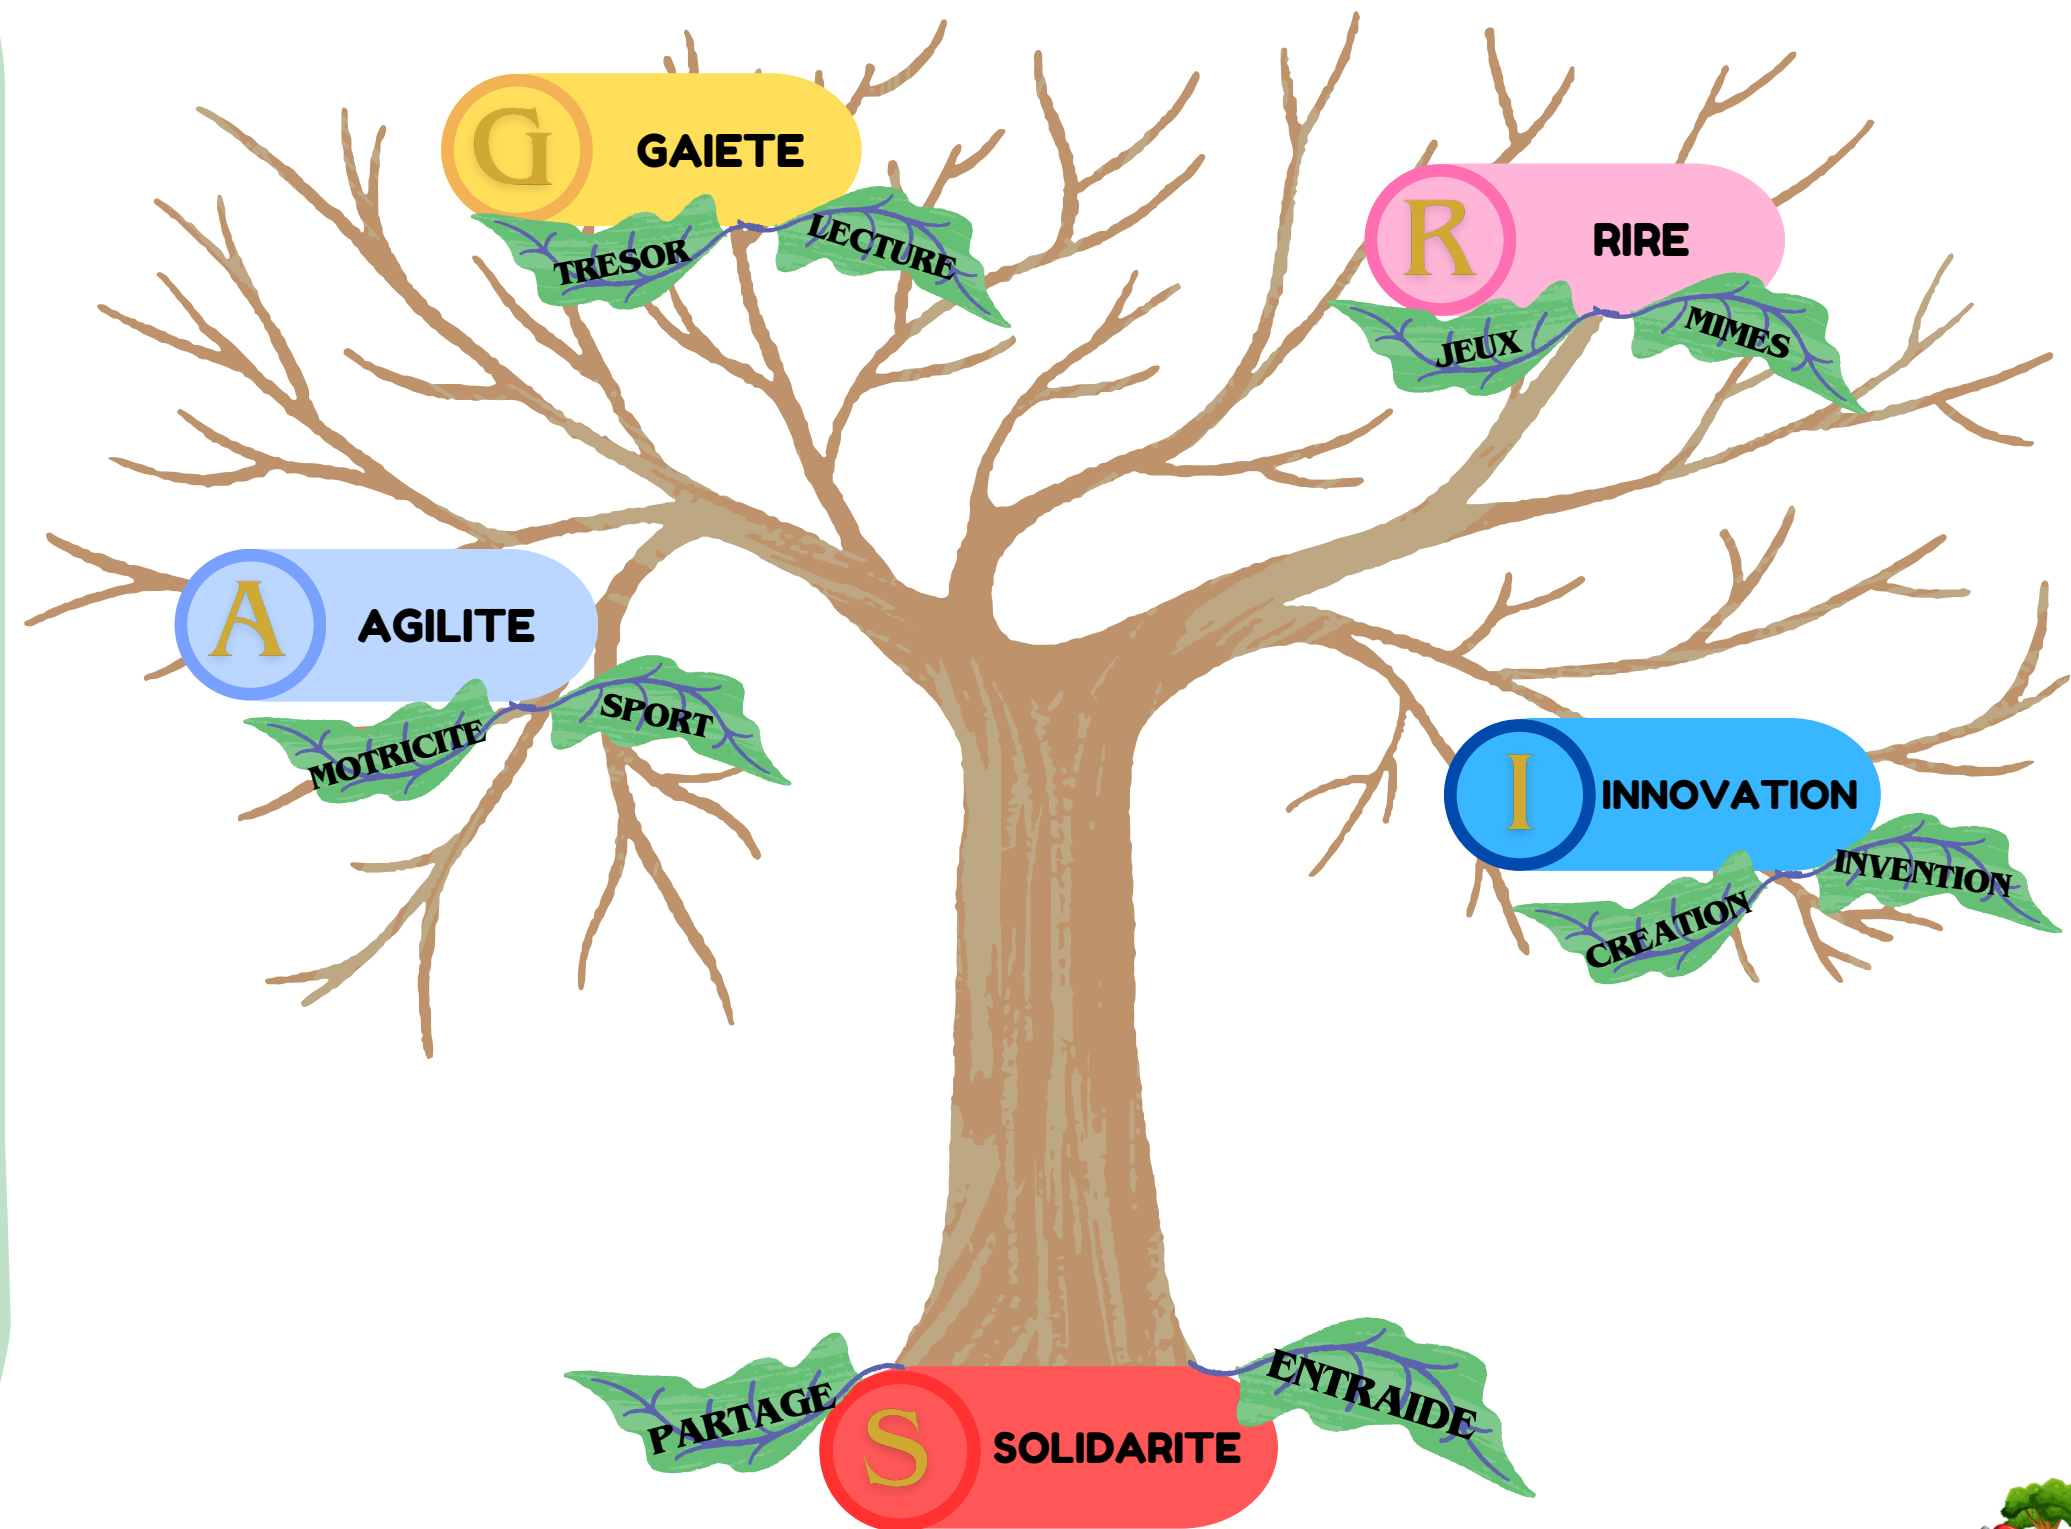 G GAIETE
TRESOR
LECTURE
R RIRE
JEUX
MIMES
A AGILITE
MOTRICITE
SPORT
I INNOVATION
CREATION
INVENTION
S SOLIDARITE
PARTAGE
ENTRAIDE